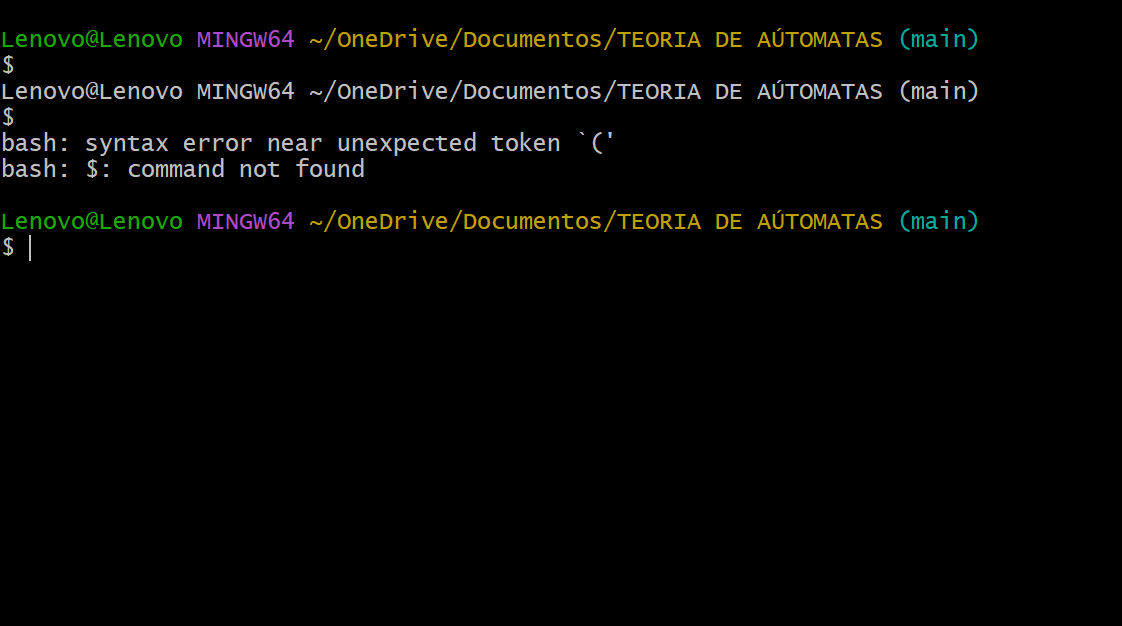 Lenovo@Lenovo MINGW64 ~/OneDrive/Documentos/TEORIA DE AÚTOMATAS (main)
$
Lenovo@Lenovo MINGW64 ~/OneDrive/Documentos/TEORIA DE AÚTOMATAS (main)
$
bash: syntax error near unexpected token `('
bash: $: command not found
Lenovo@Lenovo MINGW64 ~/OneDrive/Documentos/TEORIA DE AÚTOMATAS (main)
$